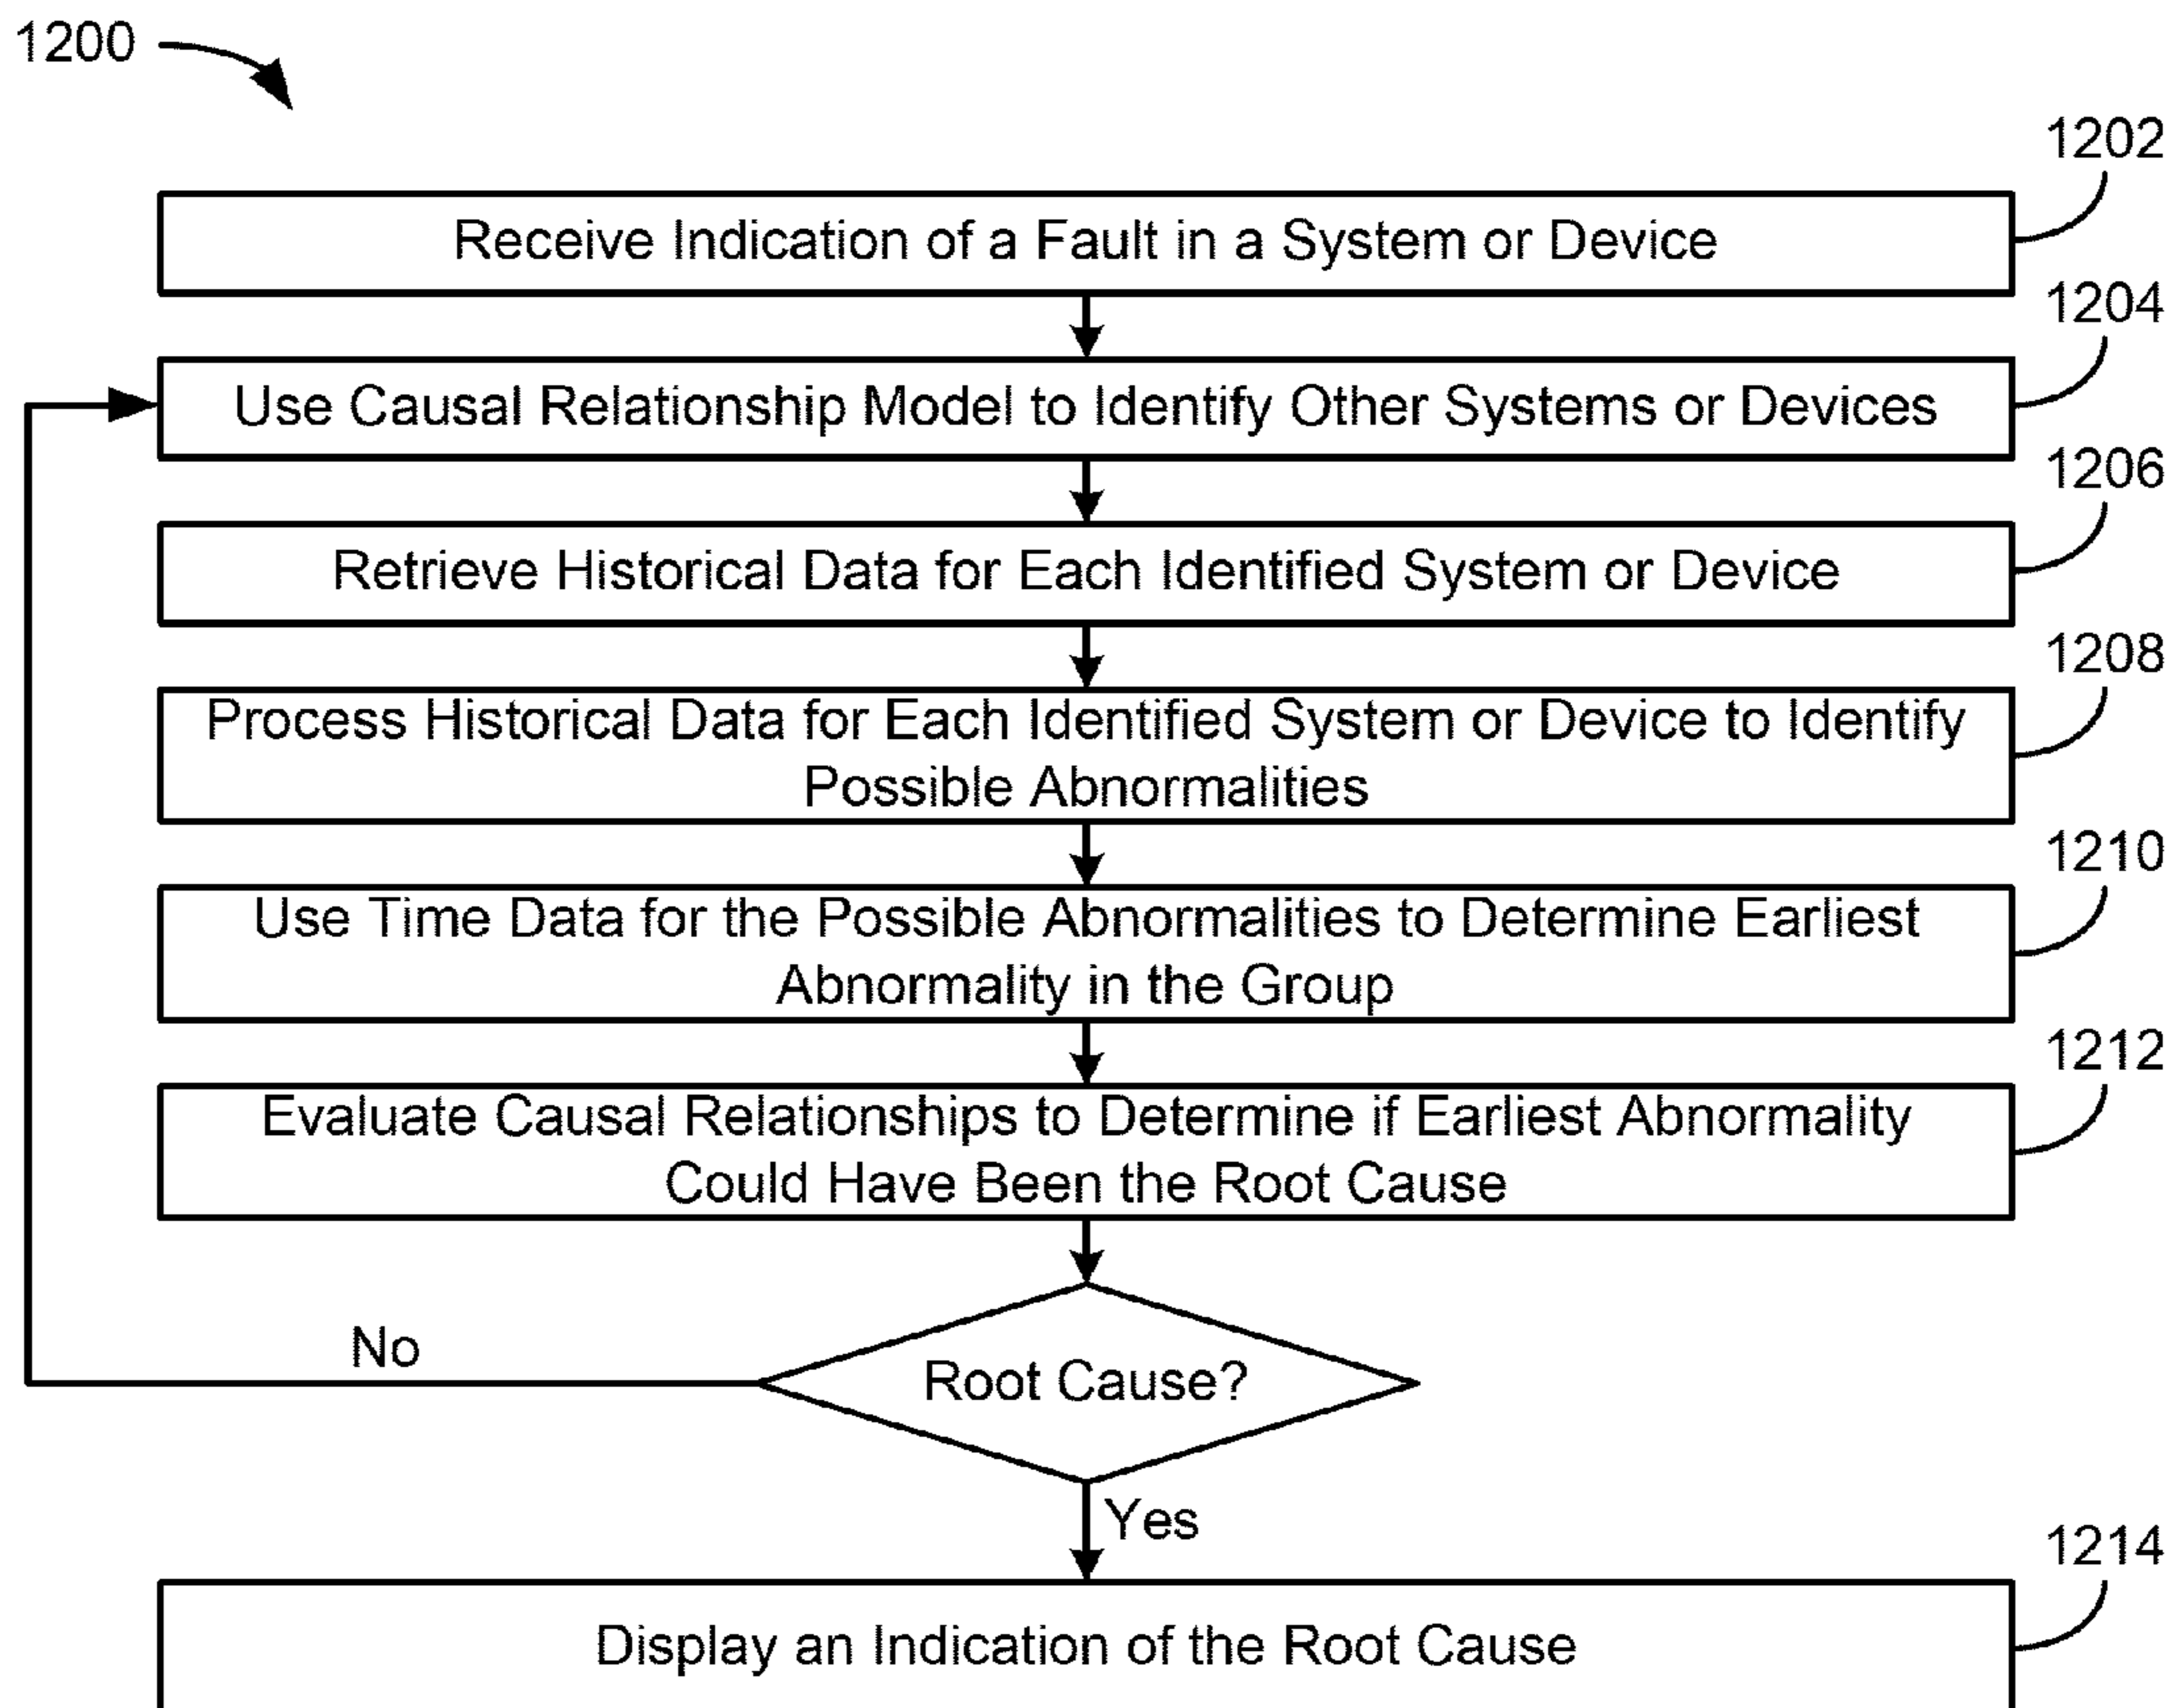 1200
1202
Receive Indication of a Fault in a System or Device
1204
Use Causal Relationship Model to Identify Other Systems or Devices
1206
Retrieve Historical Data for Each Identified System or Device
1208
Process Historical Data for Each Identified System or Device to Identify
Possible Abnormalities
1210
Use Time Data for the Possible Abnormalities to Determine Earliest
Abnormality in the Group
1212
Evaluate Causal Relationships to Determine if Earliest Abnormality
Could Have Been the Root Cause
No
Root Cause?
Yes
1214
Display an Indication of the Root Cause